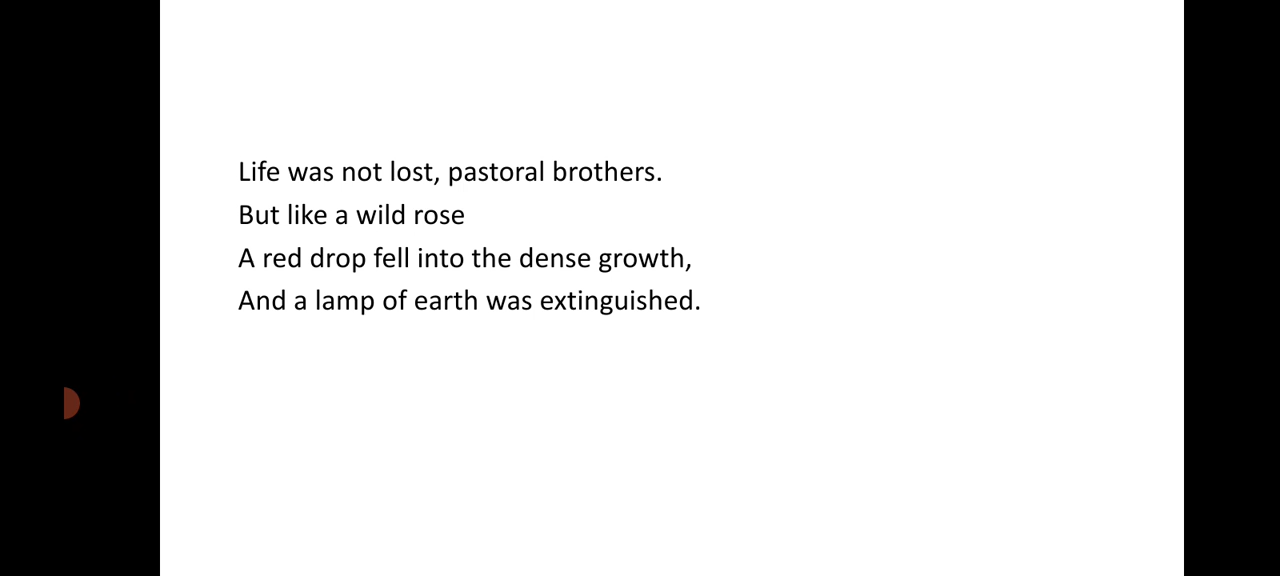 Life was not lost, pastoral brothers.
But like a wild rose
A red drop fell into the dense growth,
And a lamp of earth was extinguished.